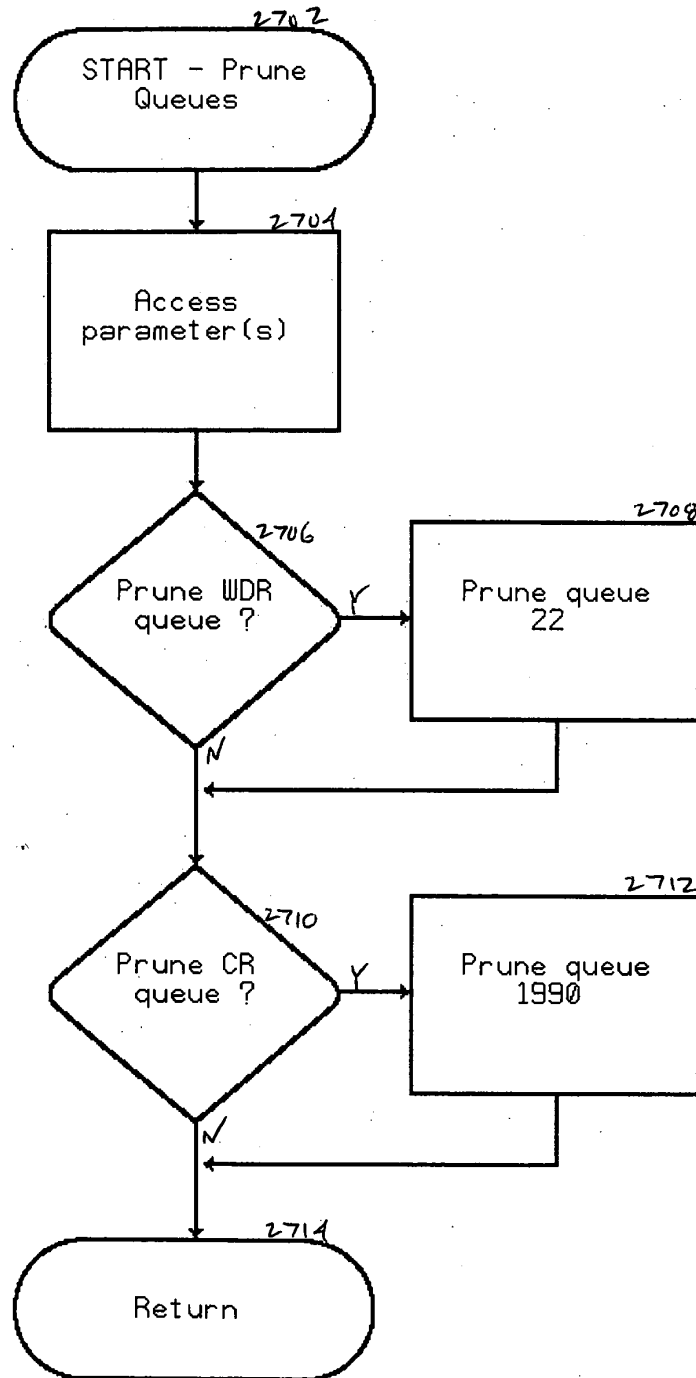 2702
START - Prune
Queues
2704
Access
parameter(s)
2706
Prune WDR
queue ?
Y
2708
Prune queue
22
N
2710
Prune CR
queue ?
Y
2712
Prune queue
1990
N
2714
Return